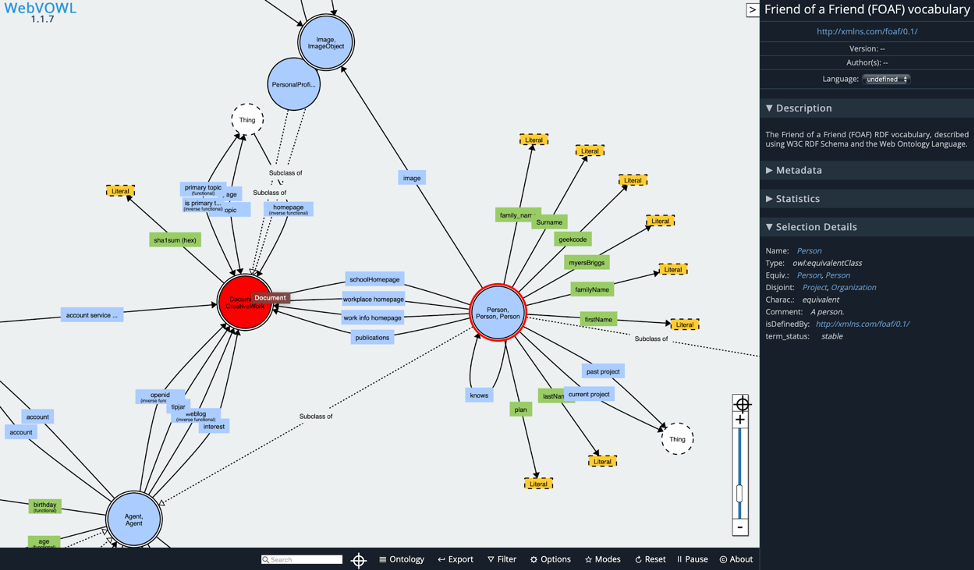 WebVOWL
1.1.7
>
Image,
ImageObject
PersonalProfi...
Thing
Subclass of
Subclass of
primary topic
(functional)
age
is primary t...
(inverse functional)
topic
homepage
(inverse functional)
Literal
sha1sum (hex)
image
Literal
Literal
Literal
Literal
Literal
Literal
family_name
Surname
geekcode
myersBriggs
familyName
firstName
Subclass of
Document
CreativeWork
Document
schoolHomepage
workplace homepage
work info homepage
publications
account service ...
Person,
Person, Person
knows
past project
current project
lastName
plan
Thing
Literal
Literal
Subclass of
openid
tipjar
weblog
(inverse functional)
interest
account
account
Agent,
Agent
birthday
(functional)
age
Search
Ontology
Export
Filter
Options
Modes
Reset
Pause
About
+
-
Friend of a Friend (FOAF) vocabulary
http://xmlns.com/foaf/0.1/
Version: --
Author(s): --
Language: undefined
Description
The Friend of a Friend (FOAF) RDF vocabulary, described
using W3C RDF Schema and the Web Ontology Language.
Metadata
Statistics
Selection Details
Name: Person
Type: owl:equivalentClass
Equiv.: Person, Person
Disjoint: Project, Organization
Charac.: equivalent
Comment: A person.
isDefinedBy: http://xmlns.com/foaf/0.1/
term_status: stable